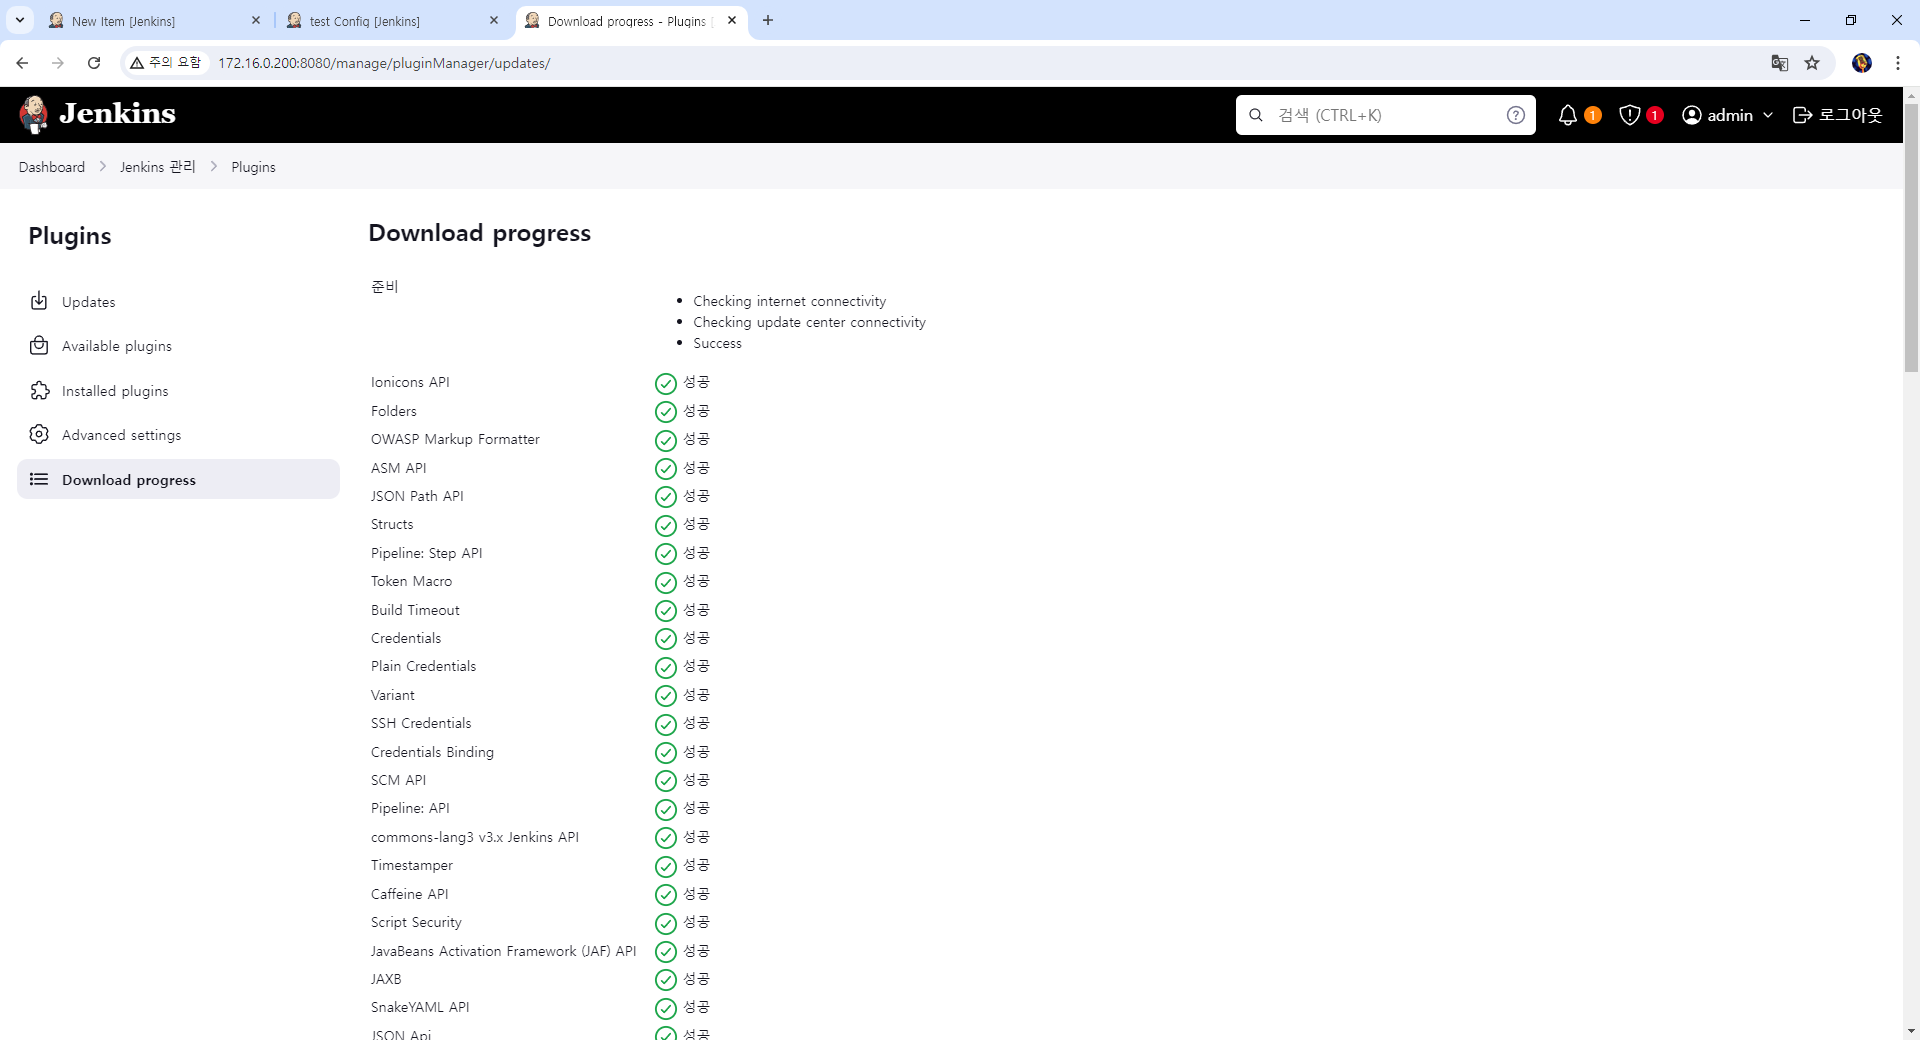 New Item [Jenkins]
test Config [Jenkins]
Download progress - Plugins [
주의 요함
172.16.0.200:8080/manage/pluginManager/updates/
Jenkins
검색 (CTRL+K)
1
1
admin
로그아웃
Dashboard
Jenkins 관리
Plugins
Plugins
Updates
Available plugins
Installed plugins
Advanced settings
Download progress
Download progress
준비
Checking internet connectivity
Checking update center connectivity
Success
Ionicons API 성공
Folders 성공
OWASP Markup Formatter 성공
ASM API 성공
JSON Path API 성공
Structs 성공
Pipeline: Step API 성공
Token Macro 성공
Build Timeout 성공
Credentials 성공
Plain Credentials 성공
Variant 성공
SSH Credentials 성공
Credentials Binding 성공
SCM API 성공
Pipeline: API 성공
commons-lang3 v3.x Jenkins API 성공
Timestamper 성공
Caffeine API 성공
Script Security 성공
JavaBeans Activation Framework (JAF) API 성공
JAXB 성공
SnakeYAML API 성공
JSON Api 성공